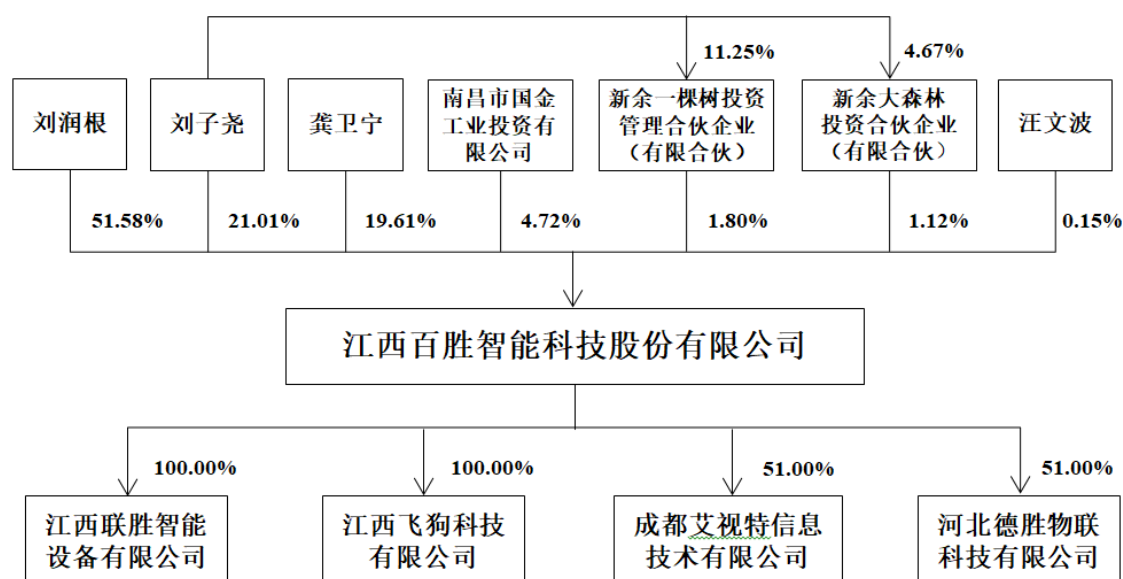 11.25%
4.67%
刘润根
刘子尧
龚卫宁
南昌市国金
工业投资有
限公司
新余一棵树投资
管理合伙企业
（有限合伙）
新余大森林
投资合伙企业
（有限合伙）
汪文波
51.58%
21.01%
19.61%
4.72%
1.80%
1.12%
0.15%
江西百胜智能科技股份有限公司
100.00%
100.00%
51.00%
51.00%
江西联胜智能
设备有限公司
江西飞狗科技
有限公司
成都艾视特信息
技术有限公司
河北德胜物联
科技有限公司